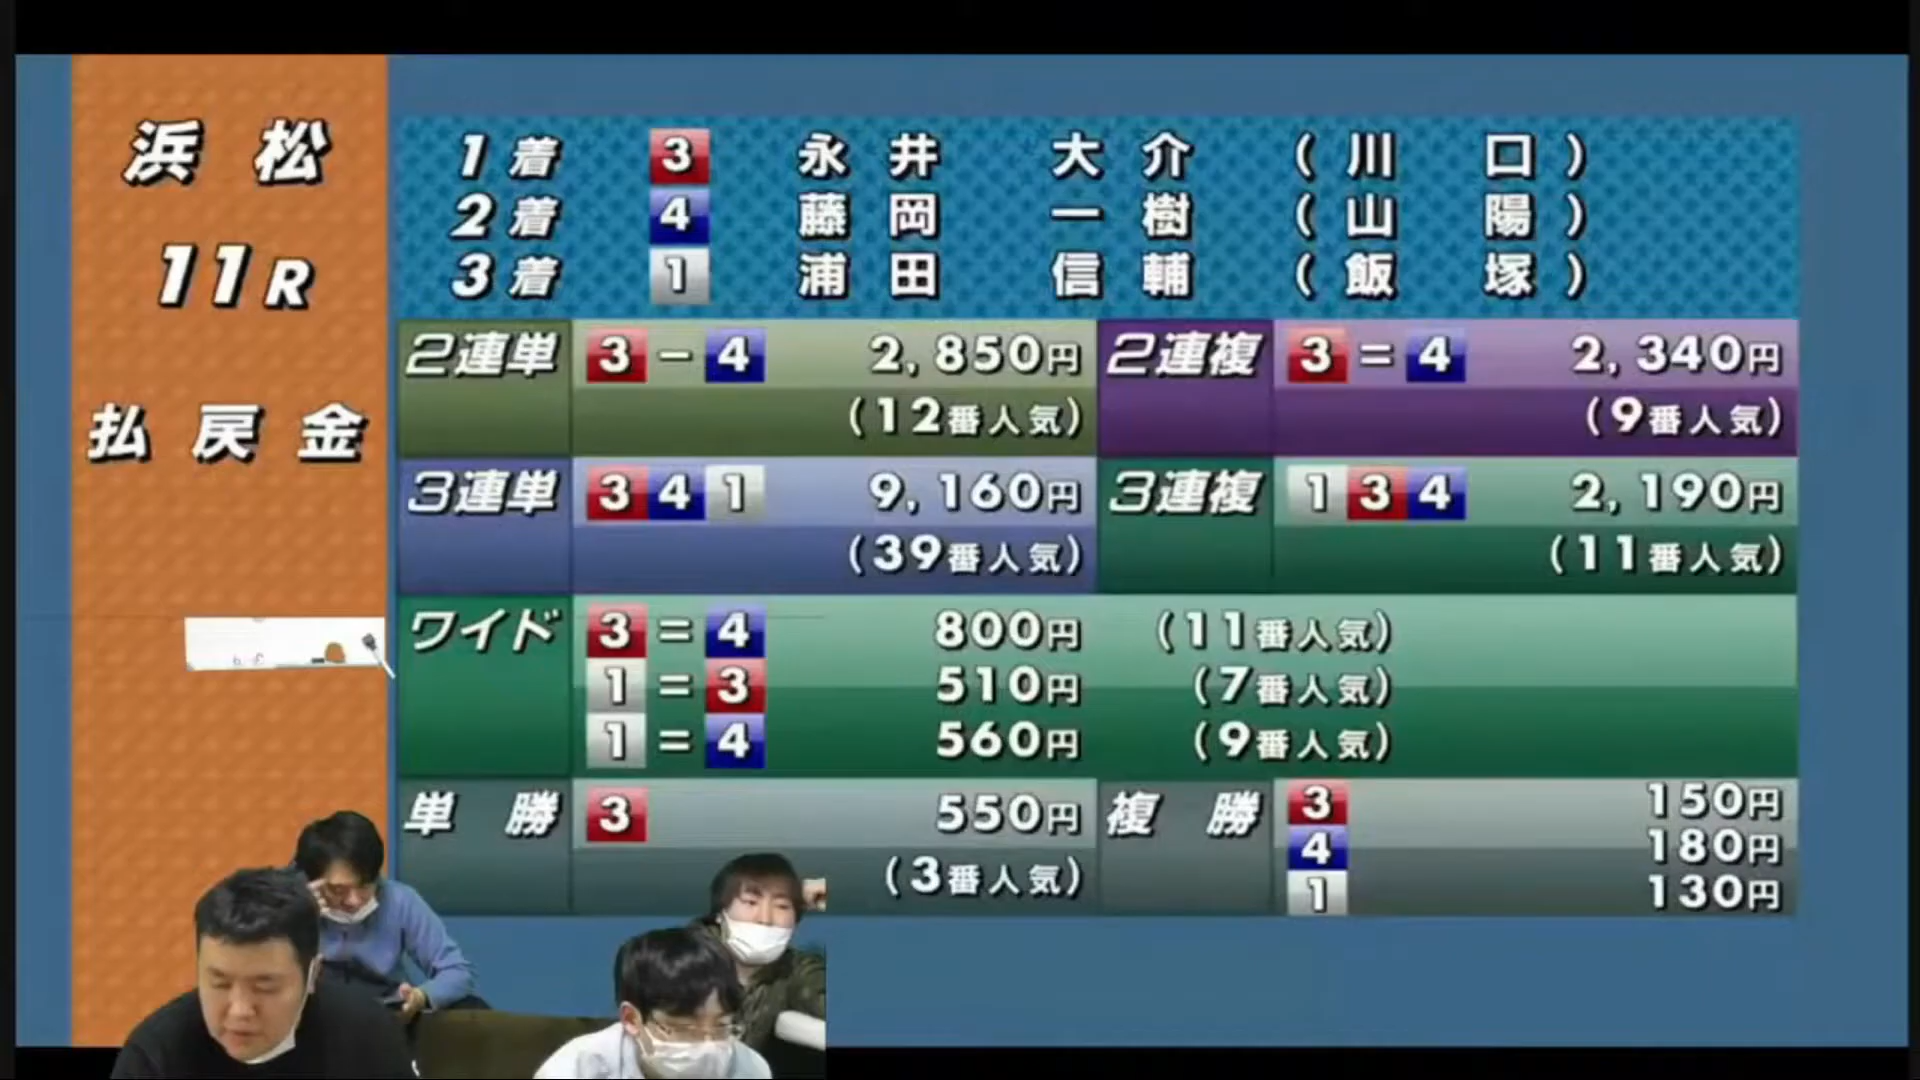 浜松
11R
払戻金
1着 3 永井 大介 (川口)
2着 4 藤岡 一樹 (山陽)
3着 1 浦田 信輔 (飯塚)
2連単 3-4 2,850円
(12番人気)
2連複 3=4 2,340円
(9番人気)
3連単 3 4 1 9,160円
(39番人気)
3連複 1 3 4 2,190円
(11番人気)
ワイド 3=4 800円 (11番人気)
1=3 510円 (7番人気)
1=4 560円 (9番人気)
単勝 3 550円
(3番人気)
複勝 3 150円
4 180円
1 130円